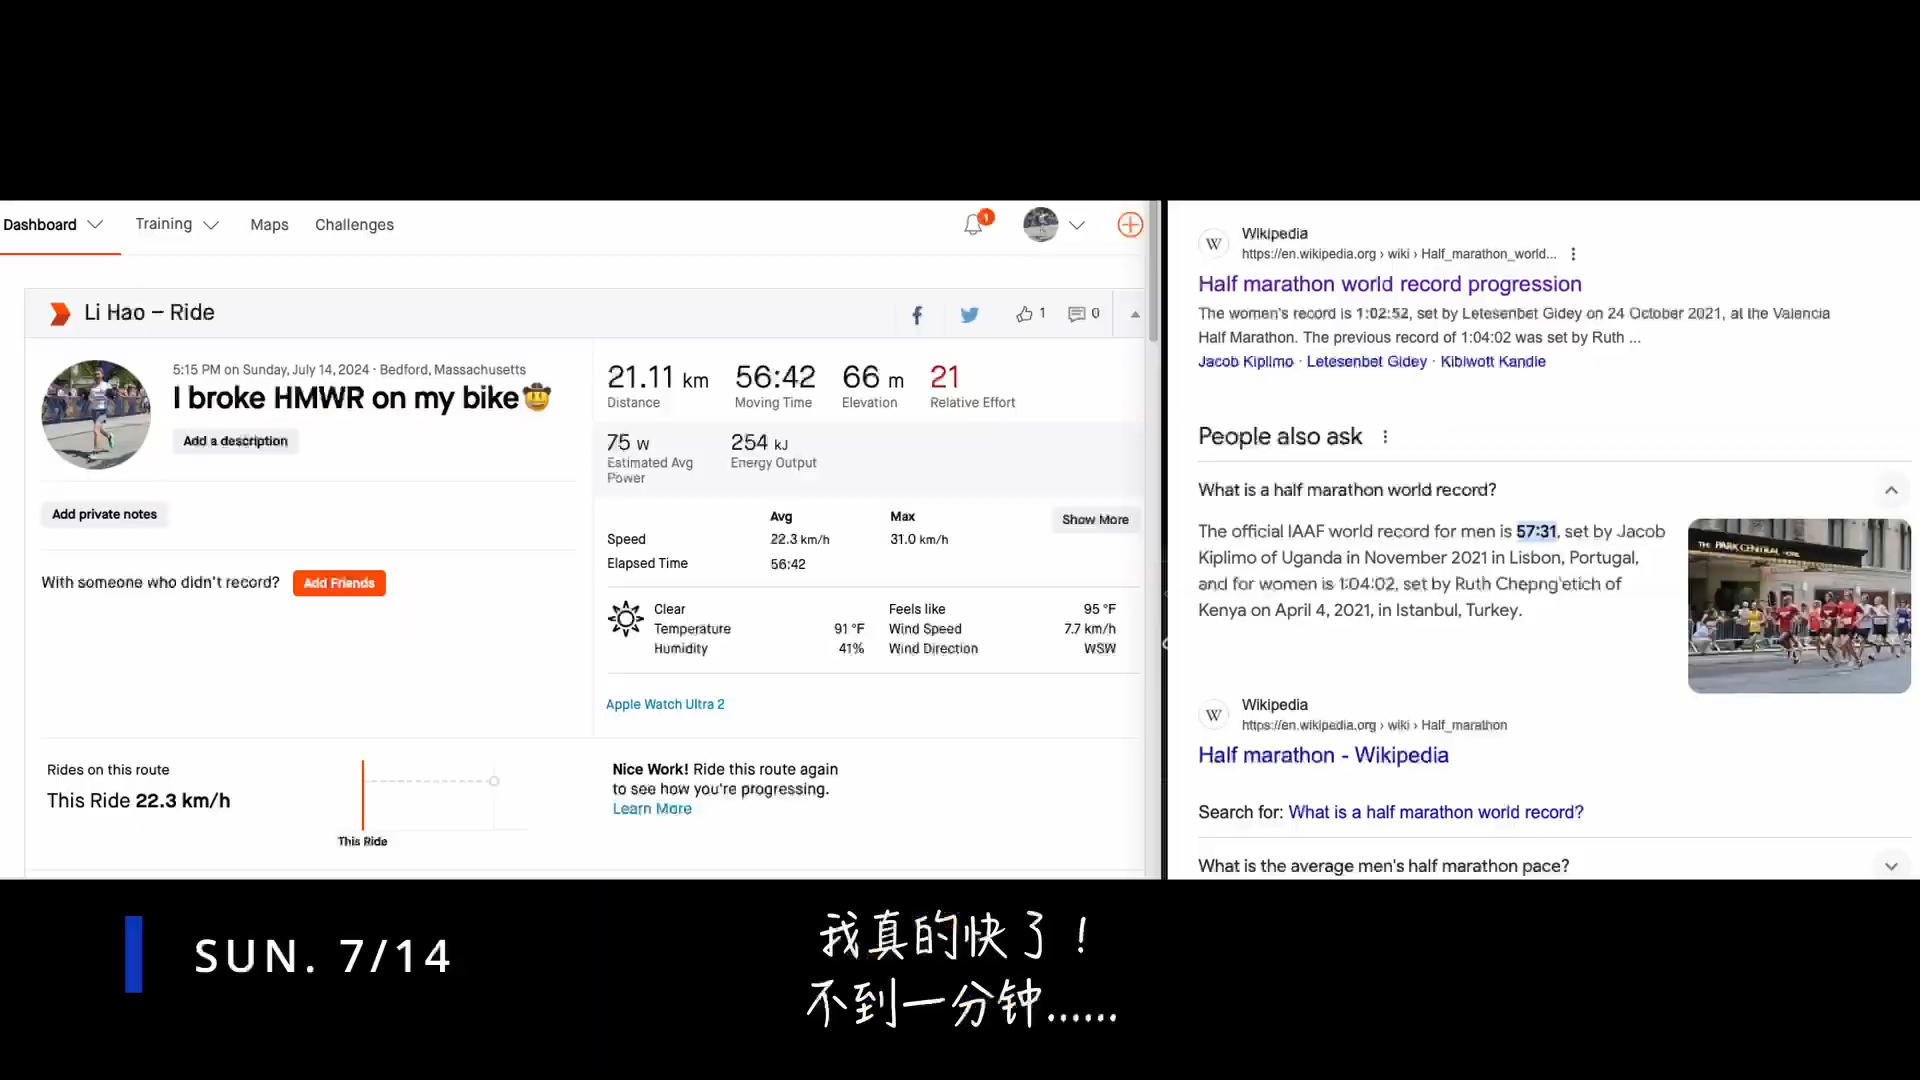 Dashboard
Training
Maps
Challenges
1
Li Hao – Ride
1
0
5:15 PM on Sunday, July 14, 2024 · Bedford, Massachusetts
I broke HMWR on my bike🤠
Add a description
Add private notes
With someone who didn't record?
Add Friends
21.11 km
56:42
66 m
21
Distance
Moving Time
Elevation
Relative Effort
75 W
254 kJ
Estimated Avg
Power
Energy Output
Avg
Max
Show More
Speed
22.3 km/h
31.0 km/h
Elapsed Time
56:42
Clear
Feels like
95 °F
Temperature
91 °F
Wind Speed
7.7 km/h
Humidity
41%
Wind Direction
WSW
Apple Watch Ultra 2
Rides on this route
This Ride 22.3 km/h
This Ride
Nice Work! Ride this route again
to see how you're progressing.
Learn More
W
Wikipedia
https://en.wikipedia.org › wiki › Half_marathon_world...
Half marathon world record progression
The women's record is 1:02:52, set by Letesenbet Gidey on 24 October 2021, at the Valencia
Half Marathon. The previous record of 1:04:02 was set by Ruth ...
Jacob Kiplimo · Letesenbet Gidey · Kibiwott Kandie
People also ask
What is a half marathon world record?
The official IAAF world record for men is 57:31, set by Jacob
Kiplimo of Uganda in November 2021 in Lisbon, Portugal,
and for women is 1:04:02, set by Ruth Chepng'etich of
Kenya on April 4, 2021, in Istanbul, Turkey.
THE PARK CENTRAL HOTEL
W
Wikipedia
https://en.wikipedia.org › wiki › Half_marathon
Half marathon - Wikipedia
Search for: What is a half marathon world record?
What is the average men's half marathon pace?
SUN. 7/14
我真的快了！
不到一分钟......